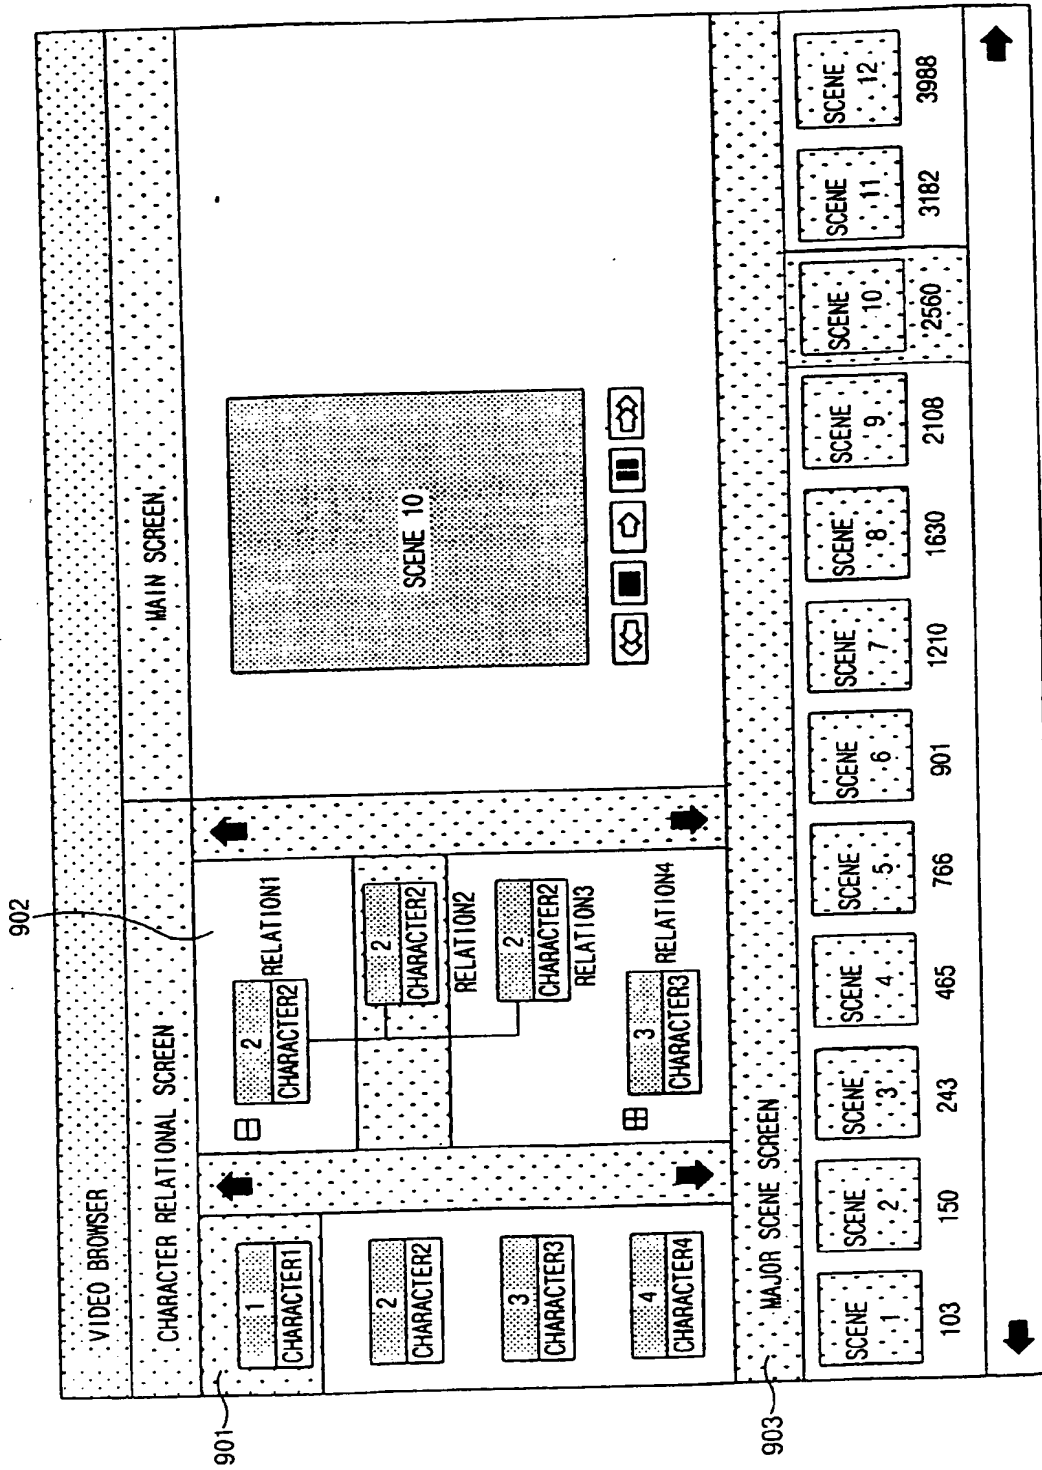 VIDEO BROWSER
CHARACTER RELATIONAL SCREEN
MAIN SCREEN
901
902
903
1
CHARACTER1
2
CHARACTER2
3
CHARACTER3
4
CHARACTER4
2
CHARACTER2
RELATION1
2
CHARACTER2
RELATION2
2
CHARACTER2
RELATION3
3
CHARACTER3
RELATION4
SCENE 10
MAJOR SCENE SCREEN
SCENE
1
103
SCENE
2
150
SCENE
3
243
SCENE
4
465
SCENE
5
766
SCENE
6
901
SCENE
7
1210
SCENE
8
1630
SCENE
9
2108
SCENE
10
2560
SCENE
11
3182
SCENE
12
3988